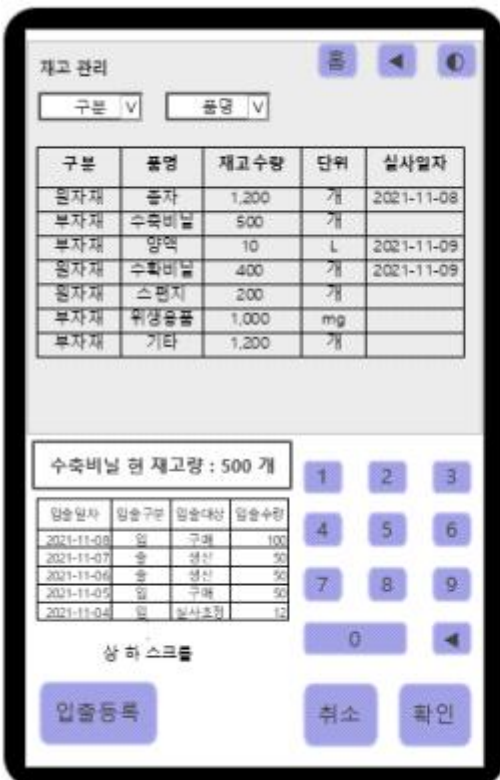 재고 관리
홈 ◀ ◐
구분 V 품명 V
구분 품명 재고수량 단위 실사일자
원자재 종자 1,200 개 2021-11-08
부자재 수축비닐 500 개
부자재 양액 10 L 2021-11-09
원자재 수확비닐 400 개 2021-11-09
원자재 스펀지 200 개
부자재 위생용품 1,000 mg
부자재 기타 1,200 개
수축비닐 현 재고량 : 500 개
입출일자 입출구분 입출대상 입출수량
2021-11-08 입 구매 100
2021-11-07 출 생산 50
2021-11-06 출 생산 50
2021-11-05 입 구매 50
2021-11-04 입 실사조정 12
상 하 스크롤
입출등록
1 2 3
4 5 6
7 8 9
0 ◀
취소 확인